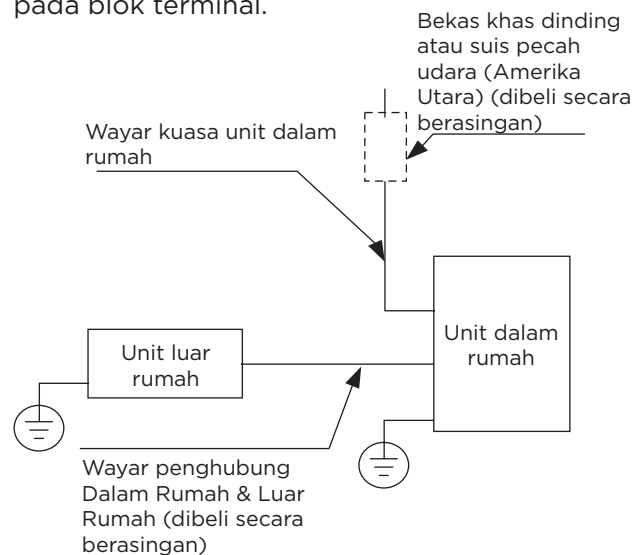 pada blok terminal.
Bekas khas dinding
atau suis pecah
udara (Amerika
Utara) (dibeli secara
berasingan)
Wayar kuasa unit dalam
rumah
Unit dalam
rumah
Unit luar
rumah
Wayar penghubung
Dalam Rumah & Luar
Rumah (dibeli secara
berasingan)